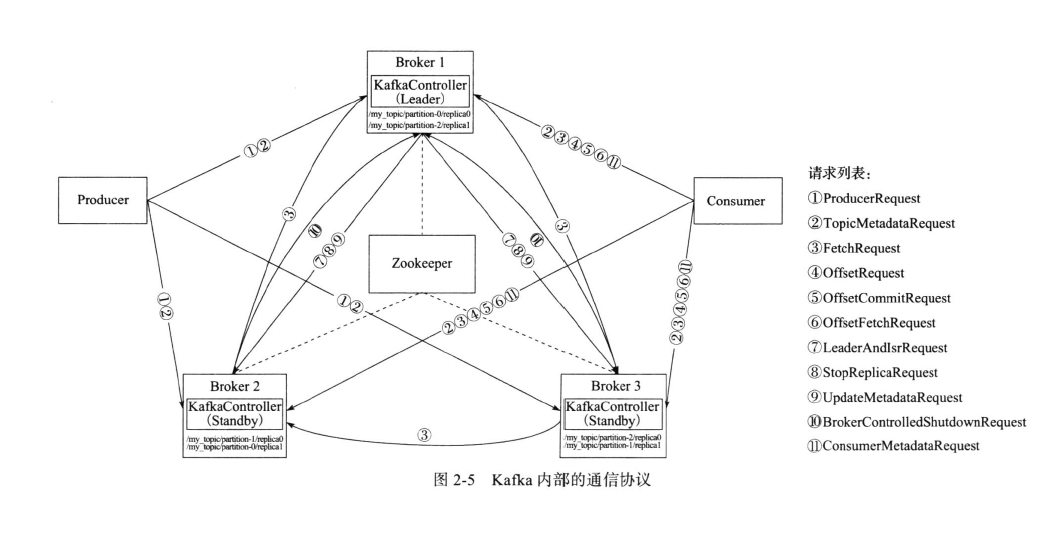 Broker 1
KafkaController
(Leader)
/my_topic/partition-0/replica0
/my_topic/partition-2/replica1
①②
②③④⑤⑥⑪
Producer
Consumer
③
⑩
⑦⑧⑨
Zookeeper
⑦⑧⑨
⑩
③
①②
①②
②③④⑤⑥⑪
②③④⑤⑥⑪
Broker 2
KafkaController
(Standby)
/my_topic/partition-1/replica0
/my_topic/partition-0/replica1
③
Broker 3
KafkaController
(Standby)
/my_topic/partition-2/replica0
/my_topic/partition-1/replica1
请求列表：
①ProducerRequest
②TopicMetadataRequest
③FetchRequest
④OffsetRequest
⑤OffsetCommitRequest
⑥OffsetFetchRequest
⑦LeaderAndIsrRequest
⑧StopReplicaRequest
⑨UpdateMetadataRequest
⑩BrokerControlledShutdownRequest
⑪ConsumerMetadataRequest
图 2-5 Kafka 内部的通信协议